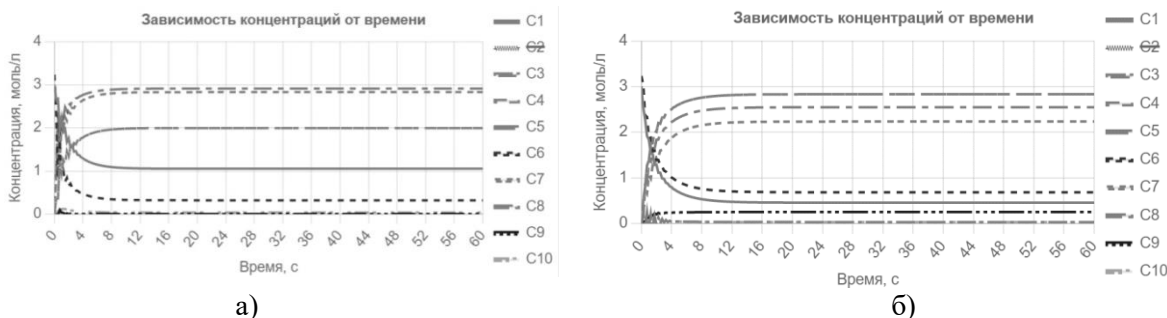 Зависимость концентраций от времени
Концентрация, моль/л
4
3
2
1
0
0 4 8 12 16 20 24 28 32 36 40 44 48 52 56 60
Время, с
C1
C2
C3
C4
C5
C6
C7
C8
C9
C10
а)
Зависимость концентраций от времени
Концентрация, моль/л
4
3
2
1
0
0 4 8 12 16 20 24 28 32 36 40 44 48 52 56 60
Время, с
C1
C2
C3
C4
C5
C6
C7
C8
C9
C10
б)